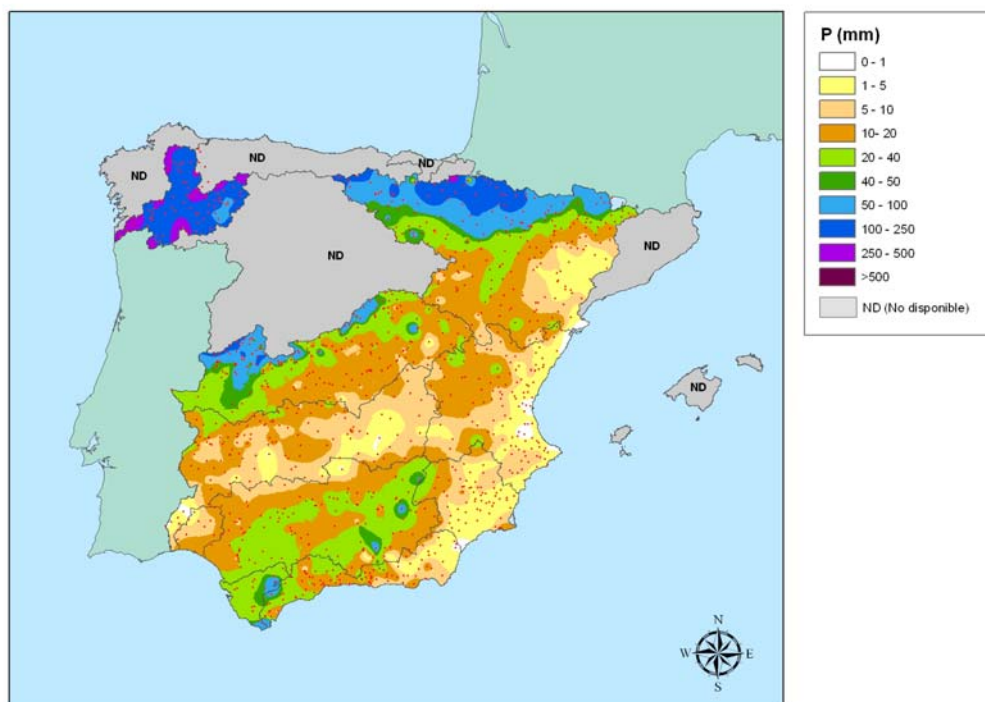 P (mm)
0 - 1
1 - 5
5 - 10
10- 20
20 - 40
40 - 50
50 - 100
100 - 250
250 - 500
>500
ND (No disponible)
ND
ND
ND
ND
ND
ND
N
W E
S